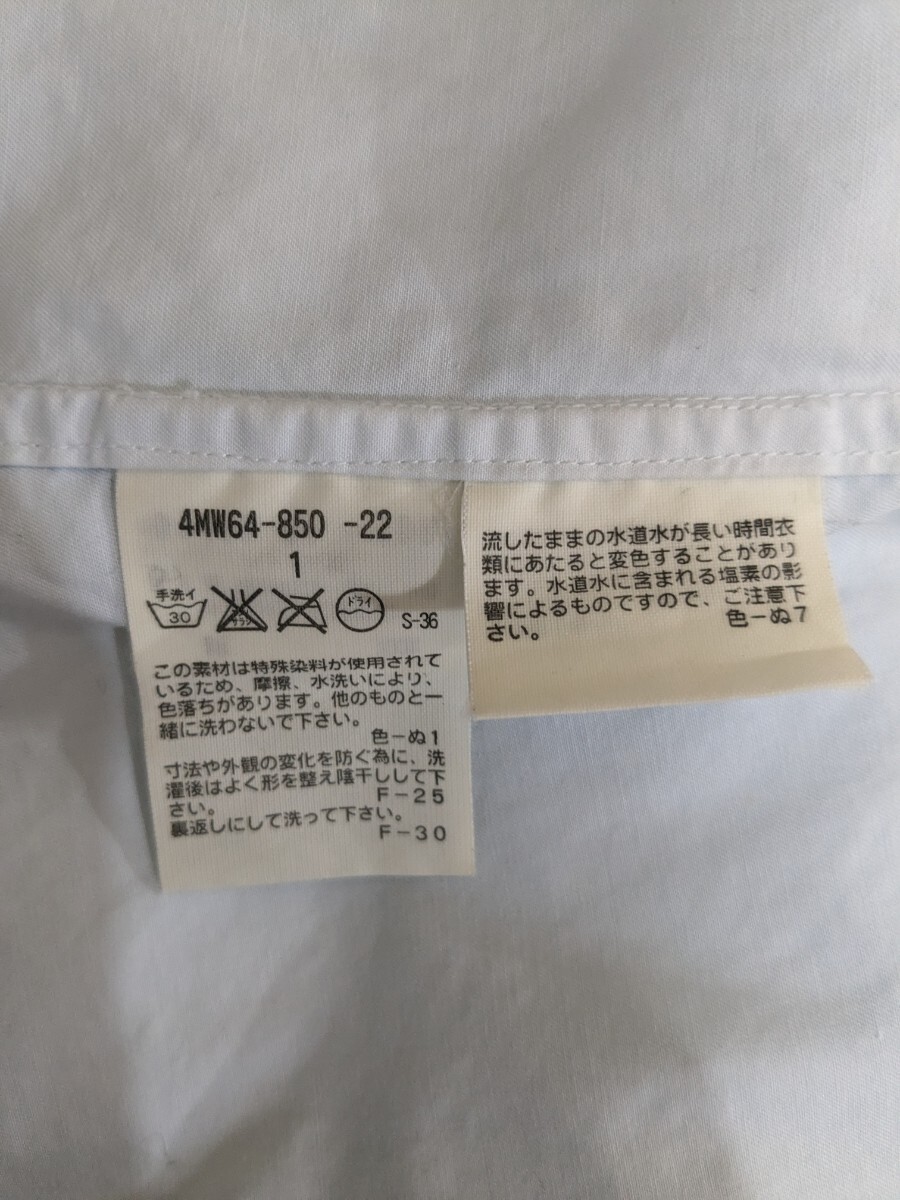 4MW64-850 -22
1
手洗イ
30
エンソサラシ
ドライ
S-36
この素材は特殊染料が使用されて
いるため、摩擦、水洗いにより、
色落ちがあります。他のものと一
緒に洗わないで下さい。
色－ぬ1
寸法や外観の変化を防ぐ為に、洗
濯後はよく形を整え陰干しして下
さい。
F－25
裏返しにして洗って下さい。
F－30
流したままの水道水が長い時間衣
類にあたると変色することがあり
ます。水道水に含まれる塩素の影
響によるものですので、ご注意下
さい。
色－ぬ7